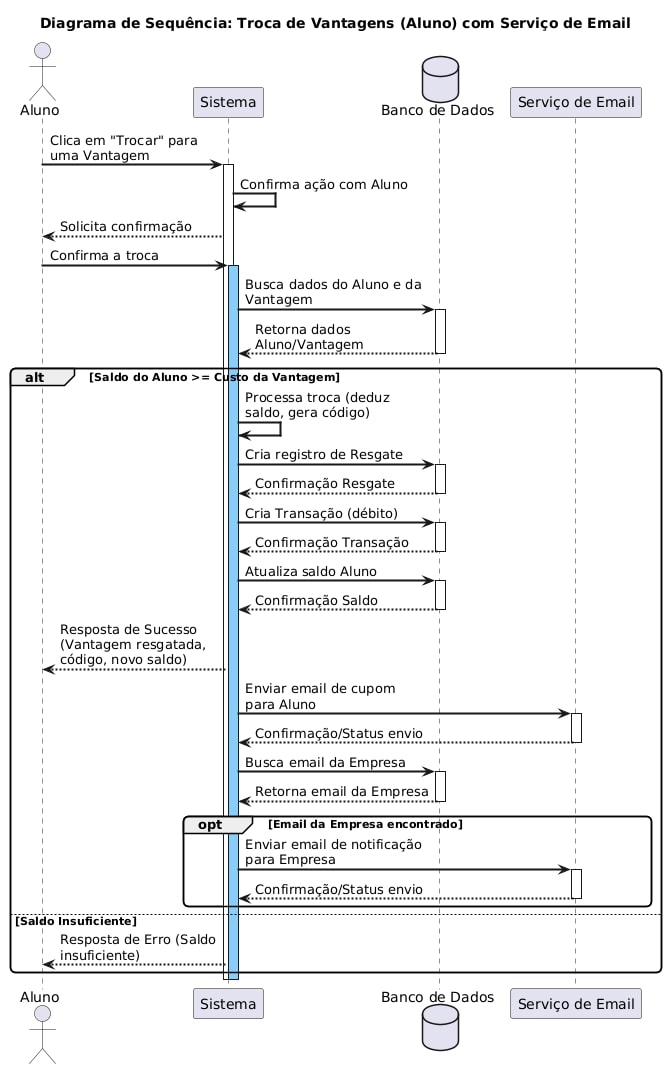 Diagrama de Sequência: Troca de Vantagens (Aluno) com Serviço de Email
Aluno
Sistema
Banco de Dados
Serviço de Email
Clica em "Trocar" para
uma Vantagem
Confirma ação com Aluno
Solicita confirmação
Confirma a troca
Busca dados do Aluno e da
Vantagem
Retorna dados
Aluno/Vantagem
alt
[Saldo do Aluno >= Custo da Vantagem]
Processa troca (deduz
saldo, gera código)
Cria registro de Resgate
Confirmação Resgate
Cria Transação (débito)
Confirmação Transação
Atualiza saldo Aluno
Confirmação Saldo
Resposta de Sucesso
(Vantagem resgatada,
código, novo saldo)
Enviar email de cupom
para Aluno
Confirmação/Status envio
Busca email da Empresa
Retorna email da Empresa
opt
[Email da Empresa encontrado]
Enviar email de notificação
para Empresa
Confirmação/Status envio
[Saldo Insuficiente]
Resposta de Erro (Saldo
insuficiente)
Aluno
Sistema
Banco de Dados
Serviço de Email